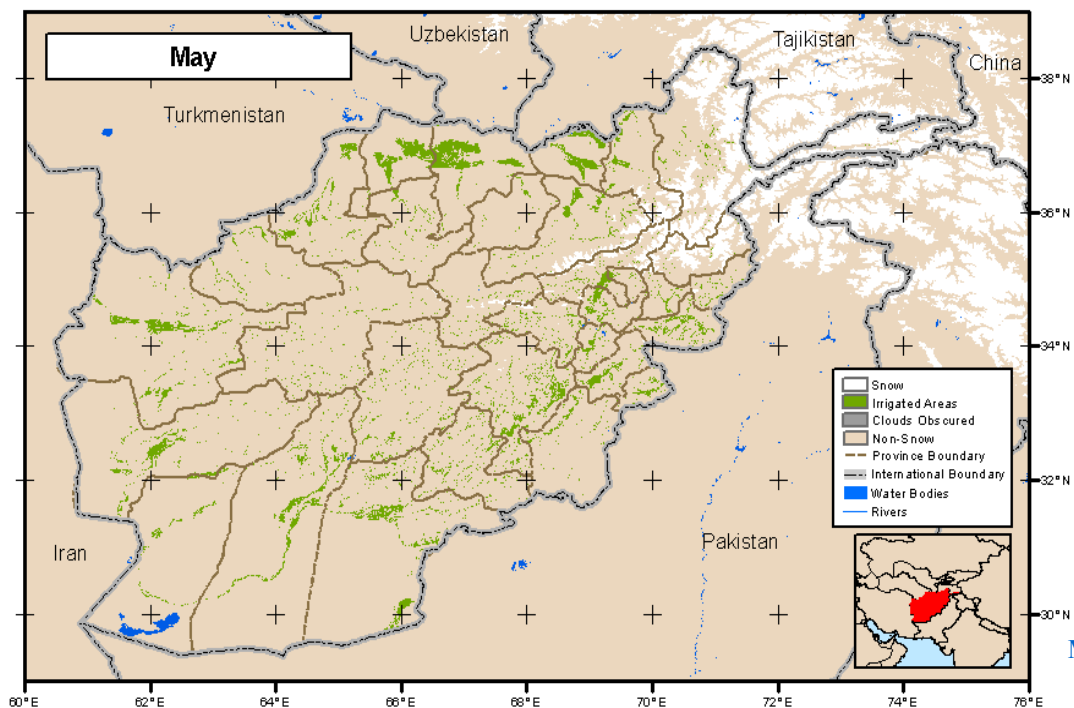 May
Uzbekistan
Tajikistan
China
Turkmenistan
38°N
36°N
34°N
Snow
Irrigated Areas
Clouds Obscured
Non-Snow
Province Boundary
International Boundary
Water Bodies
Rivers
32°N
Iran
Pakistan
30°N
M
60°E 62°E 64°E 66°E 68°E 70°E 72°E 74°E 76°E